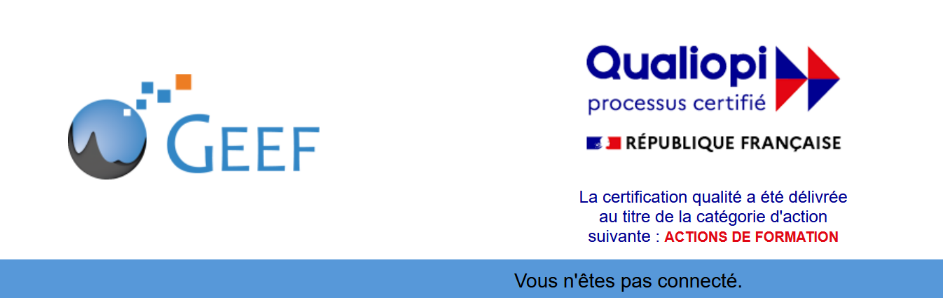 GEEF
Qualiopi
processus certifié
RÉPUBLIQUE FRANÇAISE
La certification qualité a été délivrée
au titre de la catégorie d'action
suivante : ACTIONS DE FORMATION
Vous n'êtes pas connecté.